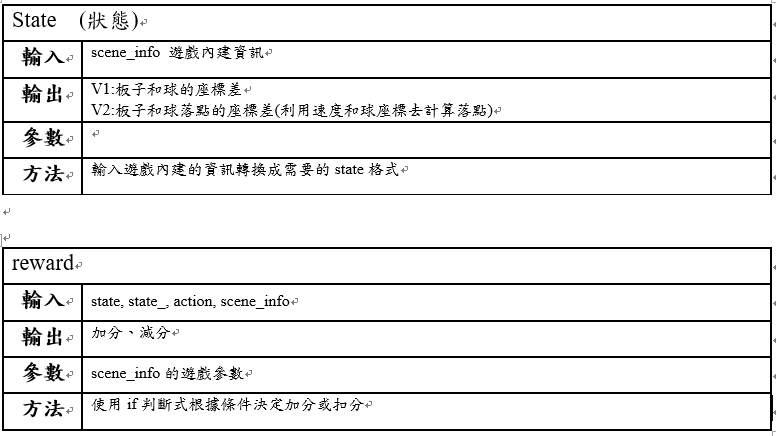 State (狀態)
輸入 scene_info 遊戲內建資訊
輸出 V1:板子和球的座標差
V2:板子和球落點的座標差(利用速度和球座標去計算落點)
參數
方法 輸入遊戲內建的資訊轉換成需要的 state 格式
reward
輸入 state, state_, action, scene_info
輸出 加分、減分
參數 scene_info 的遊戲參數
方法 使用 if 判斷式根據條件決定加分或扣分